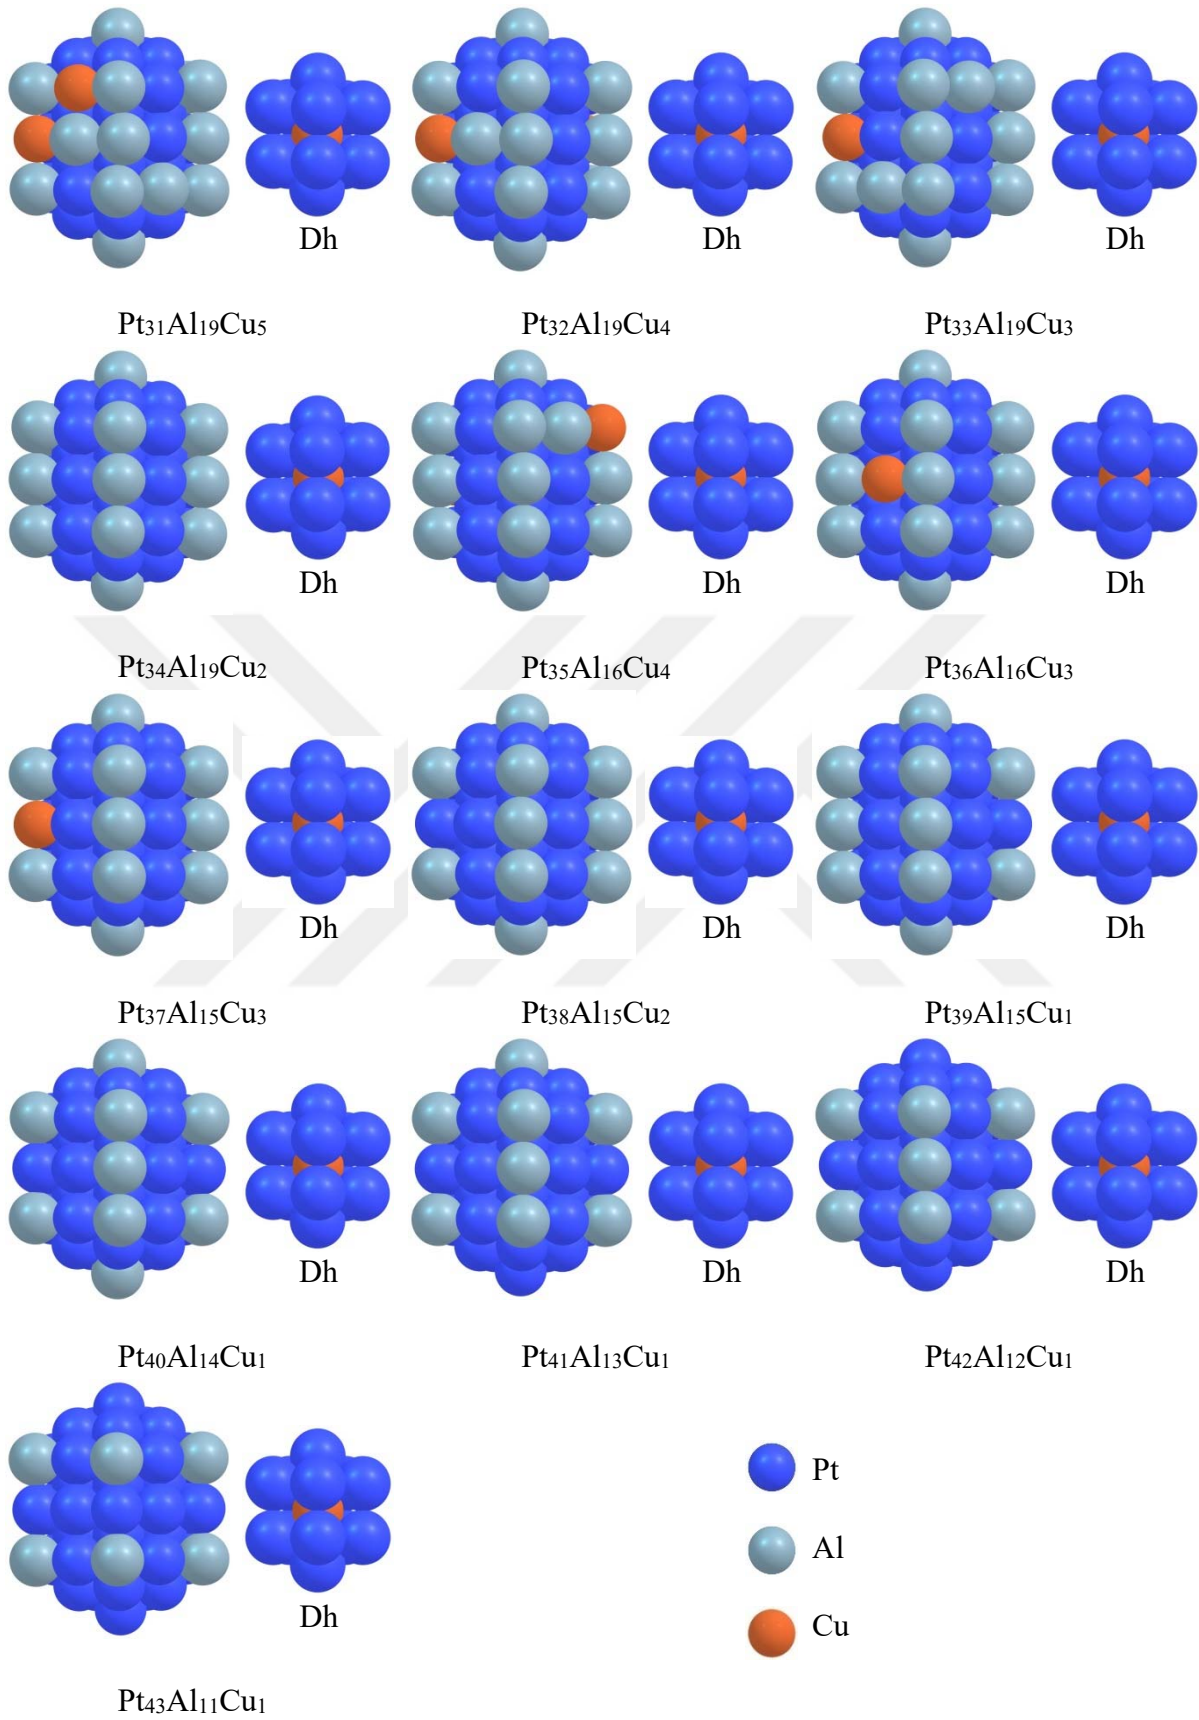 Dh Dh Dh
Pt₃₁Al₁₉Cu₅ Pt₃₂Al₁₉Cu₄ Pt₃₃Al₁₉Cu₃
Dh Dh Dh
Pt₃₄Al₁₉Cu₂ Pt₃₅Al₁₆Cu₄ Pt₃₆Al₁₆Cu₃
Dh Dh Dh
Pt₃₇Al₁₅Cu₃ Pt₃₈Al₁₅Cu₂ Pt₃₉Al₁₅Cu₁
Dh Dh Dh
Pt₄₀Al₁₄Cu₁ Pt₄₁Al₁₃Cu₁ Pt₄₂Al₁₂Cu₁
Dh
Pt₄₃Al₁₁Cu₁
Pt
Al
Cu